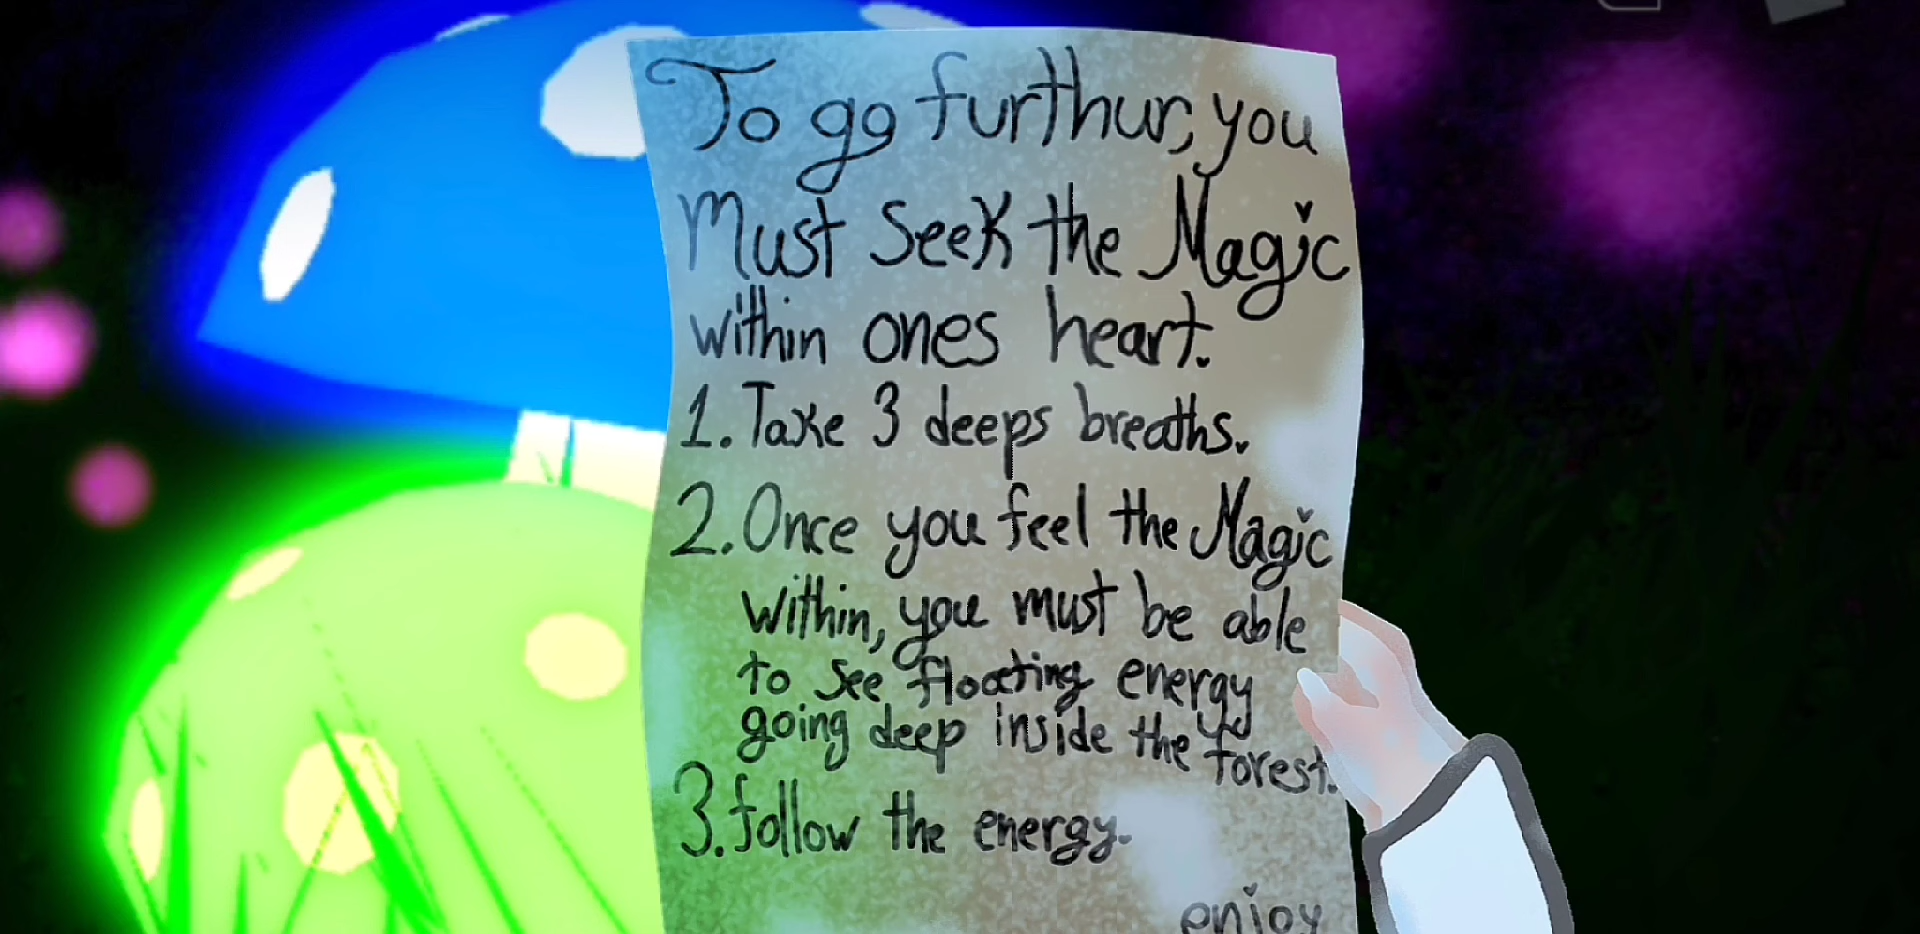 To go furthur, you
Must Seek the Magic
within ones heart.
1. Take 3 deeps breaths.
2. Once you feel the Magic
within, you must be able
to see floating energy
going deep inside the forest.
3. follow the energy.
enjoy